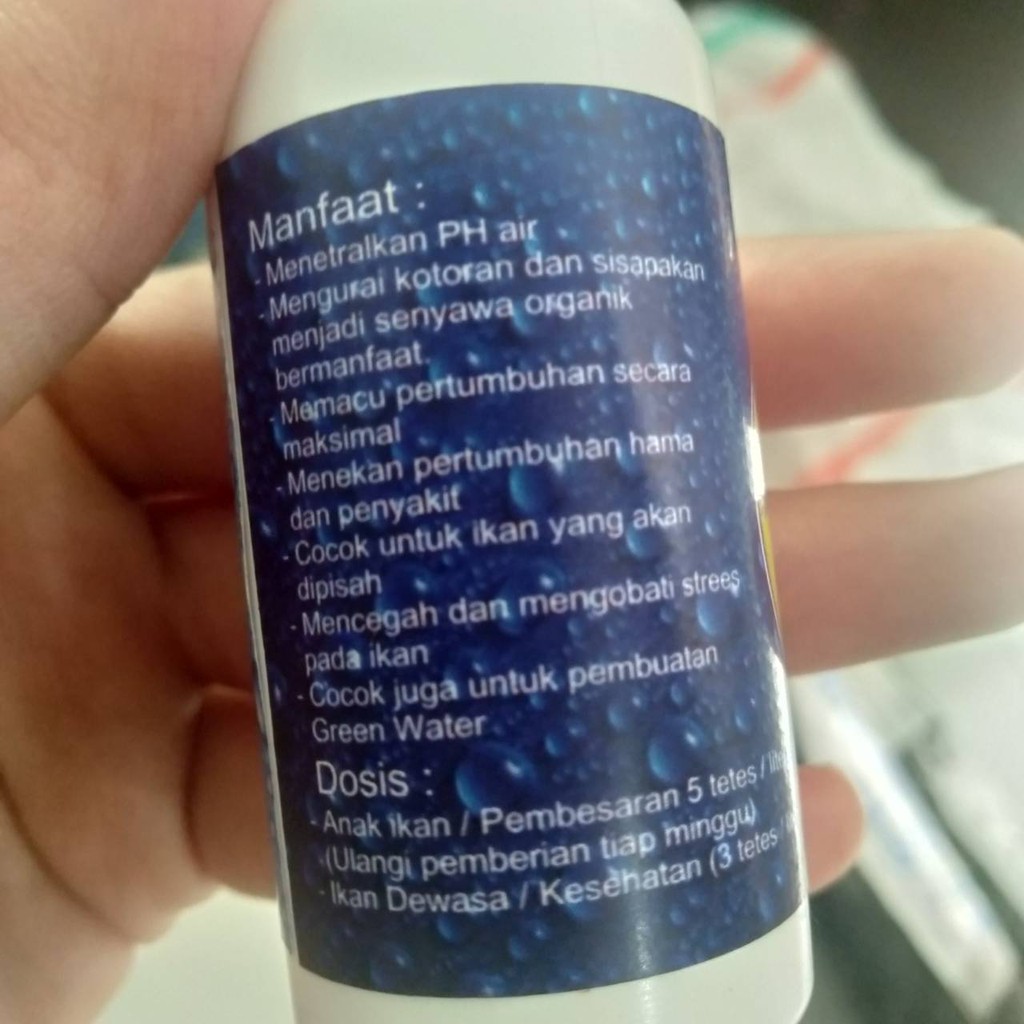 Manfaat :
- Menetralkan PH air
- Mengurai kotoran dan sisapakan
menjadi senyawa organik
bermanfaat.
- Memacu pertumbuhan secara
maksimal
- Menekan pertumbuhan hama
dan penyakit
- Cocok untuk ikan yang akan
dipisah
- Mencegah dan mengobati strees
pada ikan
- Cocok juga untuk pembuatan
Green Water
Dosis :
- Anak ikan / Pembesaran 5 tetes /
(Ulangi pemberian tiap minggu)
- Ikan Dewasa / Kesehatan (3 tetes